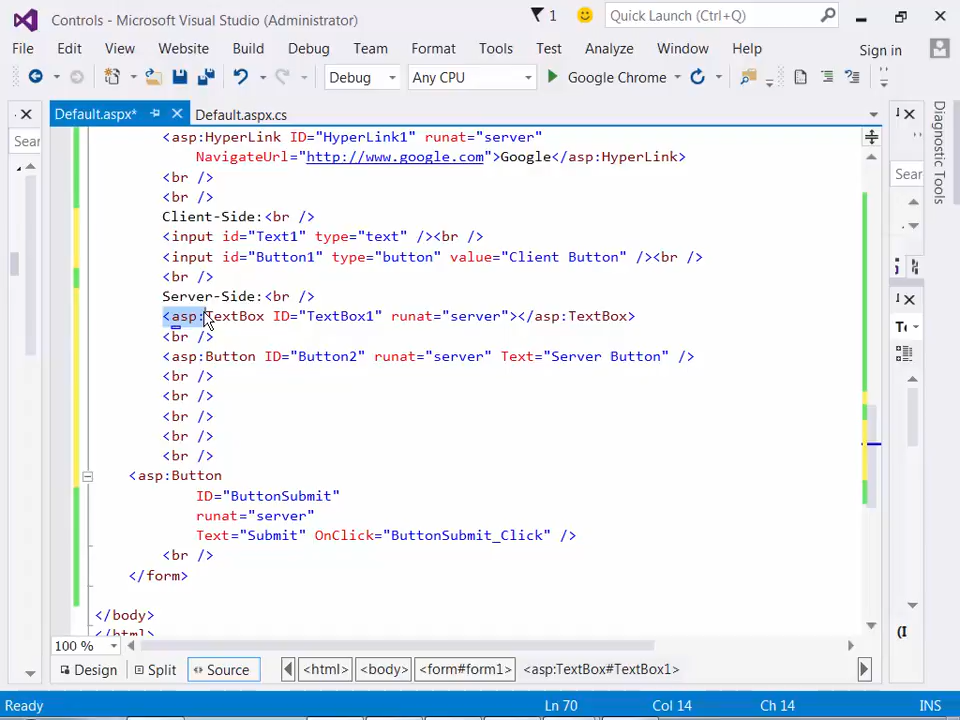 Controls - Microsoft Visual Studio (Administrator)
1
Quick Launch (Ctrl+Q)
File Edit View Website Build Debug Team Format Tools Test Analyze Window Help Sign in
Debug Any CPU Google Chrome
Default.aspx* Default.aspx.cs
Sear
<asp:HyperLink ID="HyperLink1" runat="server"
NavigateUrl="http://www.google.com">Google</asp:HyperLink>
<br />
<br />
Client-Side:<br />
<input id="Text1" type="text" /><br />
<input id="Button1" type="button" value="Client Button" /><br />
<br />
Server-Side:<br />
<asp:TextBox ID="TextBox1" runat="server"></asp:TextBox>
<br />
<asp:Button ID="Button2" runat="server" Text="Server Button" />
<br />
<br />
<br />
<br />
<br />
<asp:Button
ID="ButtonSubmit"
runat="server"
Text="Submit" OnClick="ButtonSubmit_Click" />
<br />
</form>
</body>
</html>
Sear
Diagnostic Tools
100 %
Design Split Source <html> <body> <form#form1> <asp:TextBox#TextBox1>
Ready Ln 70 Col 14 Ch 14 INS